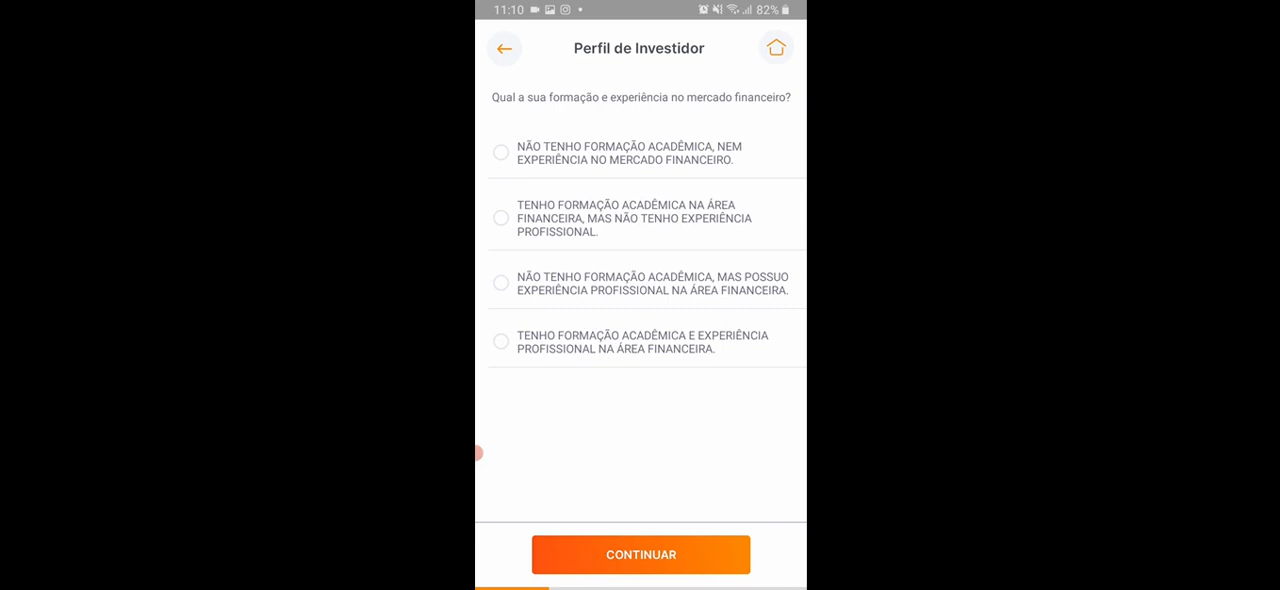 11:10 82%
Perfil de Investidor
Qual a sua formação e experiência no mercado financeiro?
NÃO TENHO FORMAÇÃO ACADÊMICA, NEM
EXPERIÊNCIA NO MERCADO FINANCEIRO.
TENHO FORMAÇÃO ACADÊMICA NA ÁREA
FINANCEIRA, MAS NÃO TENHO EXPERIÊNCIA
PROFISSIONAL.
NÃO TENHO FORMAÇÃO ACADÊMICA, MAS POSSUO
EXPERIÊNCIA PROFISSIONAL NA ÁREA FINANCEIRA.
TENHO FORMAÇÃO ACADÊMICA E EXPERIÊNCIA
PROFISSIONAL NA ÁREA FINANCEIRA.
CONTINUAR